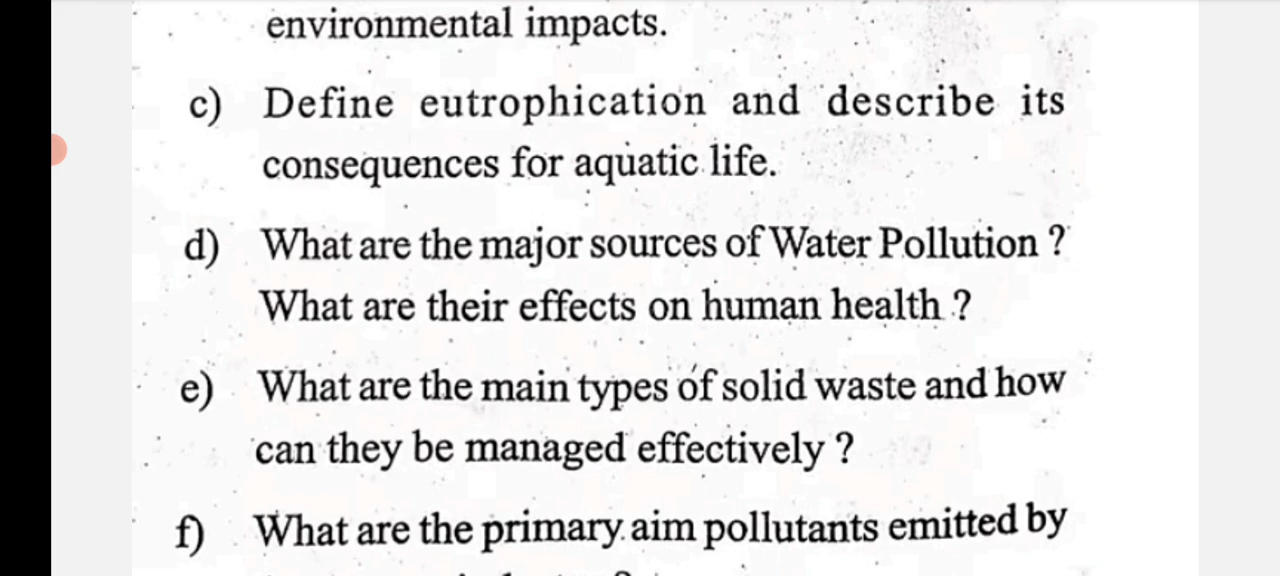 environmental impacts.
c) Define eutrophication and describe its
consequences for aquatic life.
d) What are the major sources of Water Pollution ?
What are their effects on human health ?
e) What are the main types of solid waste and how
can they be managed effectively ?
f) What are the primary aim pollutants emitted by